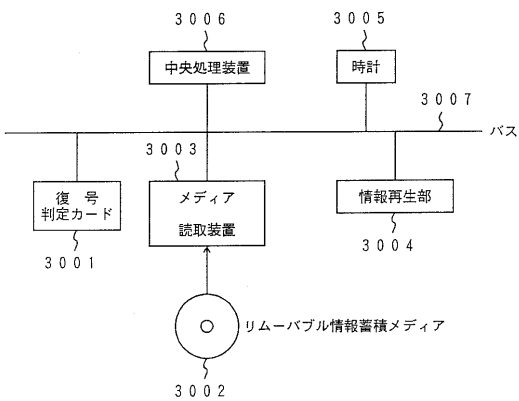 3006
3005
中央処理装置
時計
3007
バス
3003
復 号
判定カード
メディア
読取装置
情報再生部
3001
3004
リムーバブル情報蓄積メディア
3002